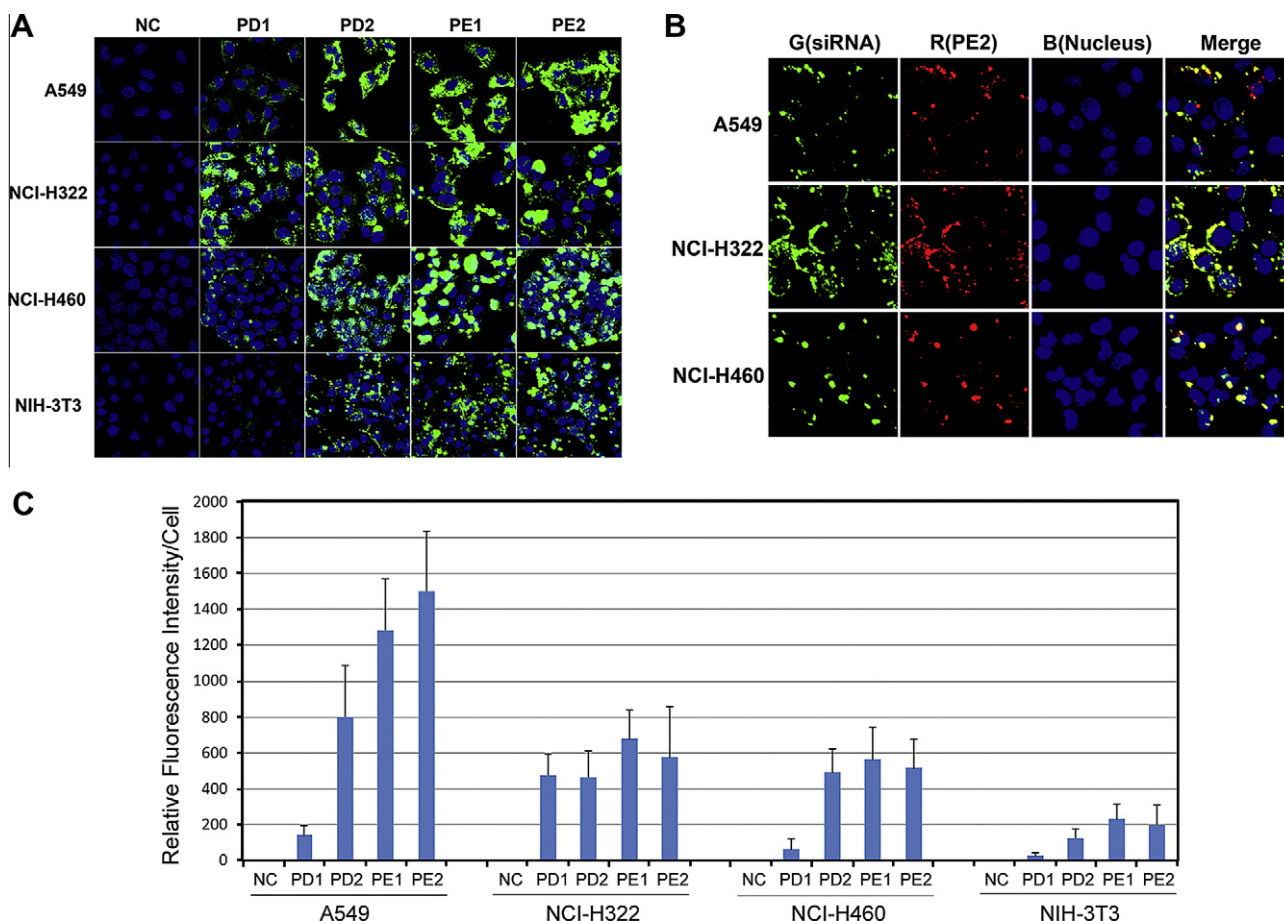 A
NC PD1 PD2 PE1 PE2
A549
NCI-H322
NCI-H460
NIH-3T3
B
G(siRNA) R(PE2) B(Nucleus) Merge
A549
NCI-H322
NCI-H460
C
Relative Fluorescence Intensity/Cell
2000
1800
1600
1400
1200
1000
800
600
400
200
0
NC PD1 PD2 PE1 PE2 NC PD1 PD2 PE1 PE2 NC PD1 PD2 PE1 PE2 NC PD1 PD2 PE1 PE2
A549 NCI-H322 NCI-H460 NIH-3T3